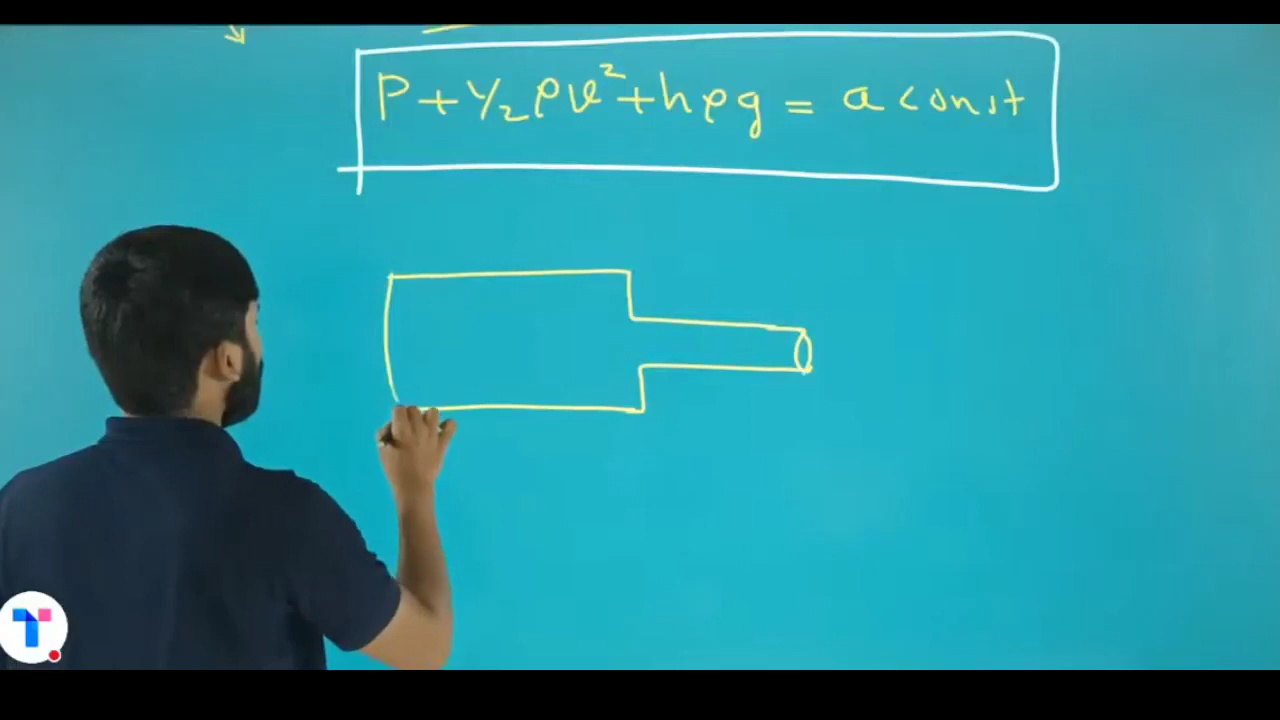 P + 1/2 ρv² + hρg = a const